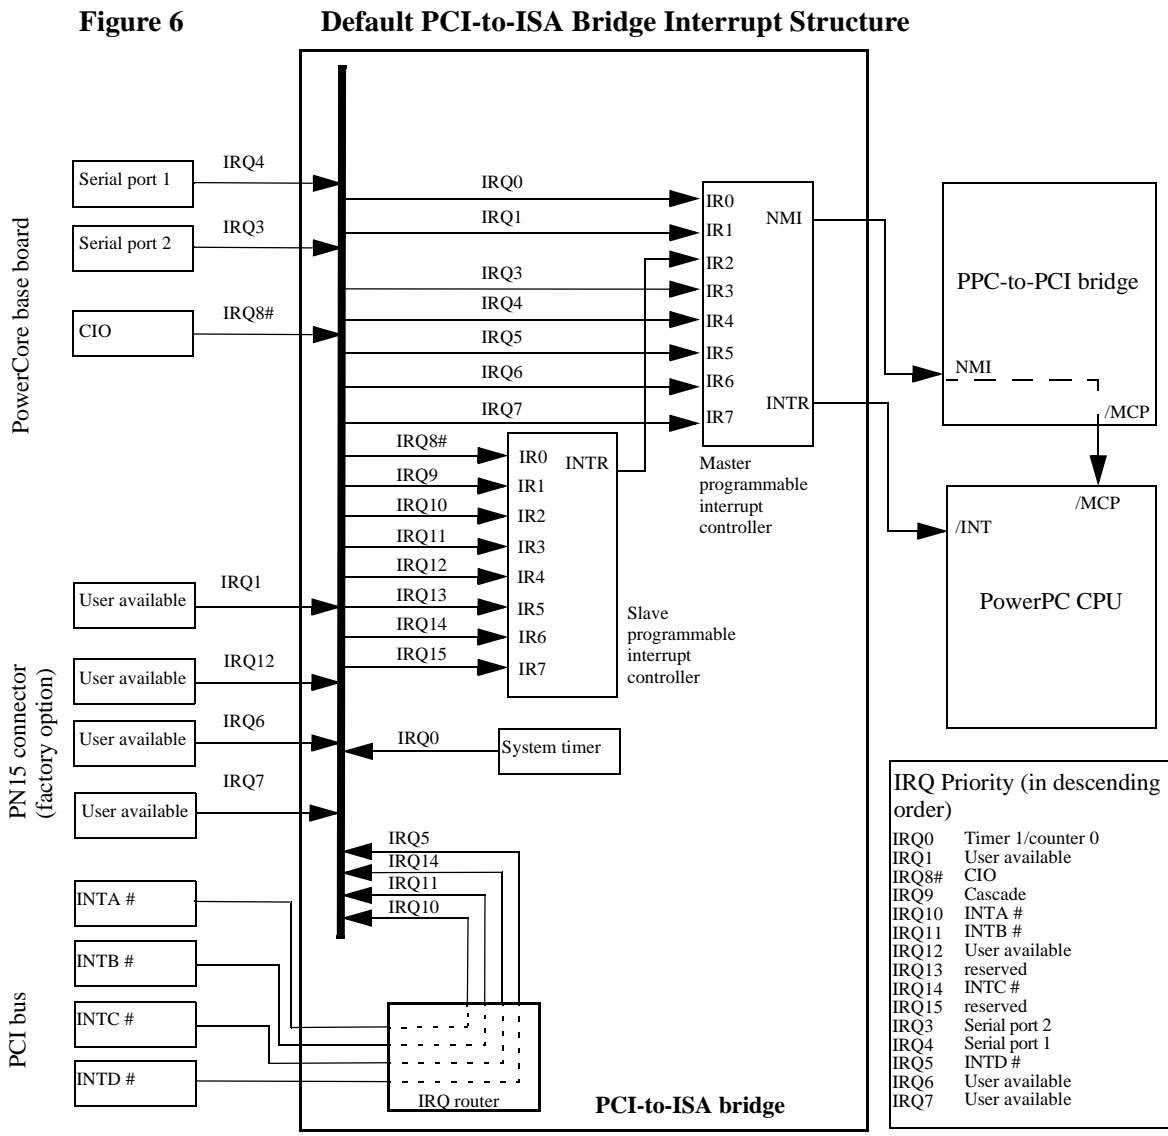 Figure 6 Default PCI-to-ISA Bridge Interrupt Structure
PowerCore base board
Serial port 1
IRQ4
Serial port 2
IRQ3
CIO
IRQ8#
PN15 connector
(factory option)
User available
IRQ1
User available
IRQ12
User available
IRQ6
User available
IRQ7
PCI bus
INTA #
INTB #
INTC #
INTD #
IRQ0
IRQ1
IRQ3
IRQ4
IRQ5
IRQ6
IRQ7
IRQ8#
IRQ9
IRQ10
IRQ11
IRQ12
IRQ13
IRQ14
IRQ15
IR0
IR1
IR2
IR3
IR4
IR5
IR6
IR7
INTR
Slave
programmable
interrupt
controller
IR0
IR1
IR2
IR3
IR4
IR5
IR6
IR7
NMI
INTR
Master
programmable
interrupt
controller
IRQ0
System timer
IRQ5
IRQ14
IRQ11
IRQ10
IRQ router
PCI-to-ISA bridge
PPC-to-PCI bridge
NMI
/MCP
/MCP
/INT
PowerPC CPU
IRQ Priority (in descending
order)
IRQ0 Timer 1/counter 0
IRQ1 User available
IRQ8# CIO
IRQ9 Cascade
IRQ10 INTA #
IRQ11 INTB #
IRQ12 User available
IRQ13 reserved
IRQ14 INTC #
IRQ15 reserved
IRQ3 Serial port 2
IRQ4 Serial port 1
IRQ5 INTD #
IRQ6 User available
IRQ7 User available